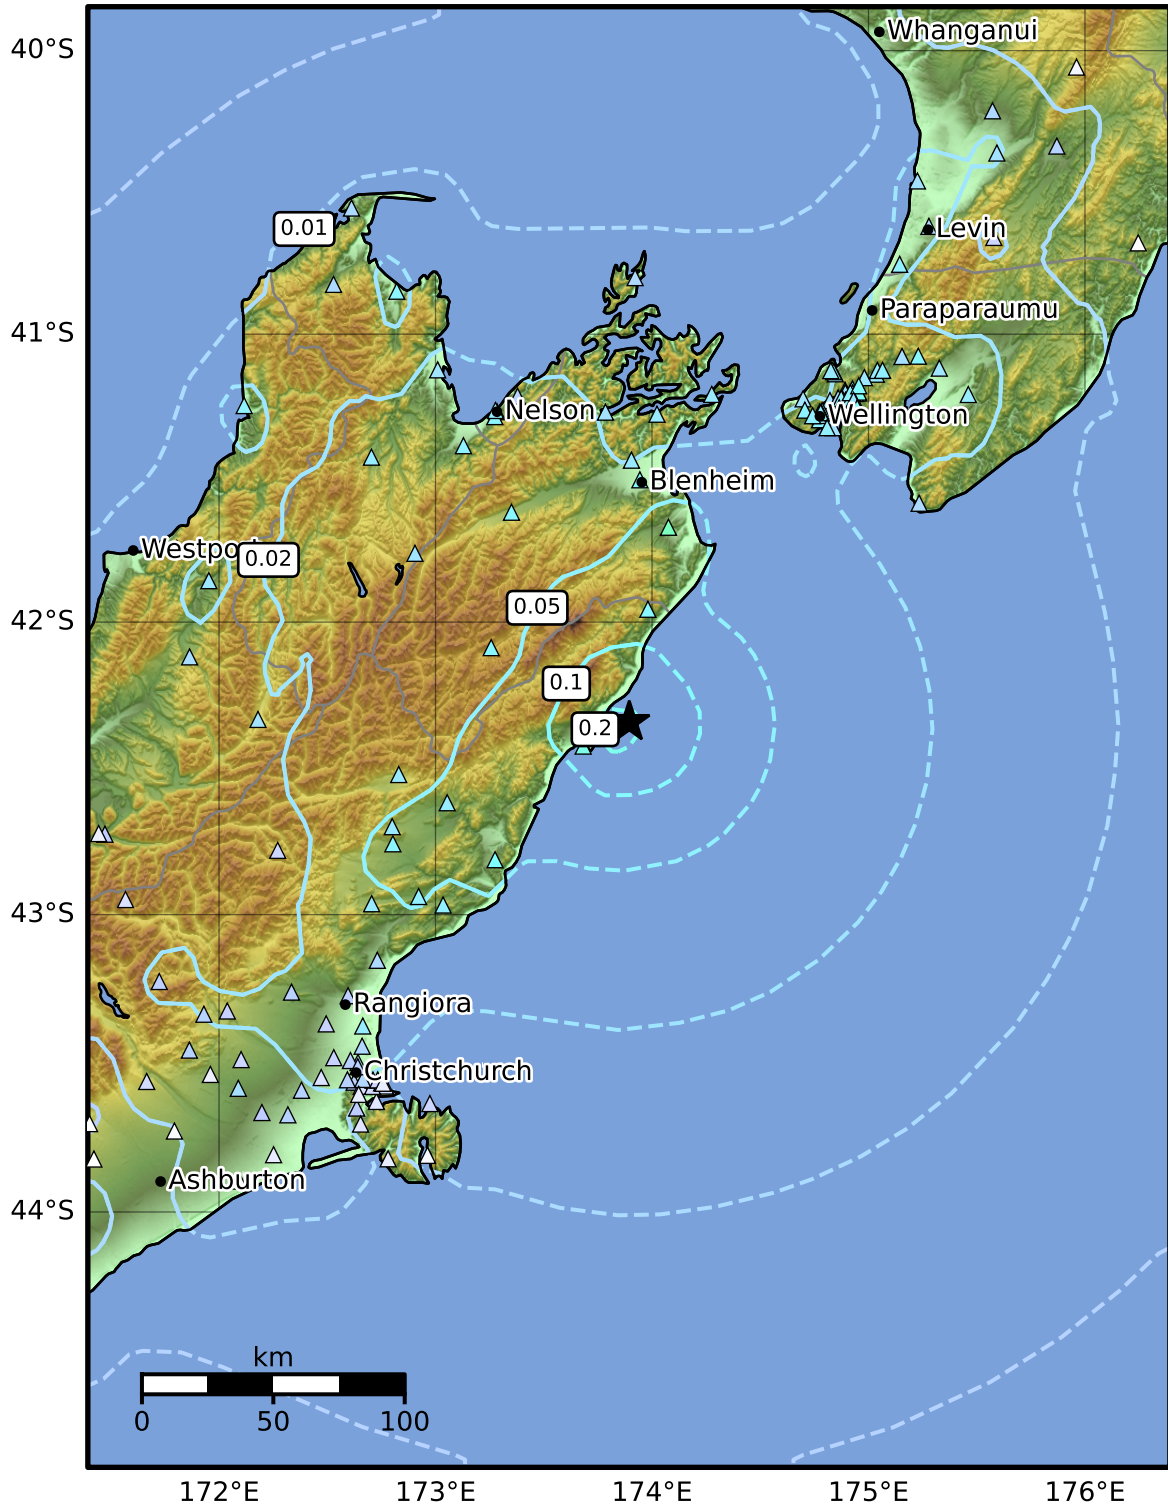 Whanganui
40°S
0.01
Levin
Paraparaumu
41°S
Nelson
Wellington
Blenheim
Westport
0.02
0.05
42°S
0.1
0.2
43°S
Rangiora
Christchurch
Ashburton
44°S
km
0 50 100
172°E 173°E 174°E 175°E 176°E